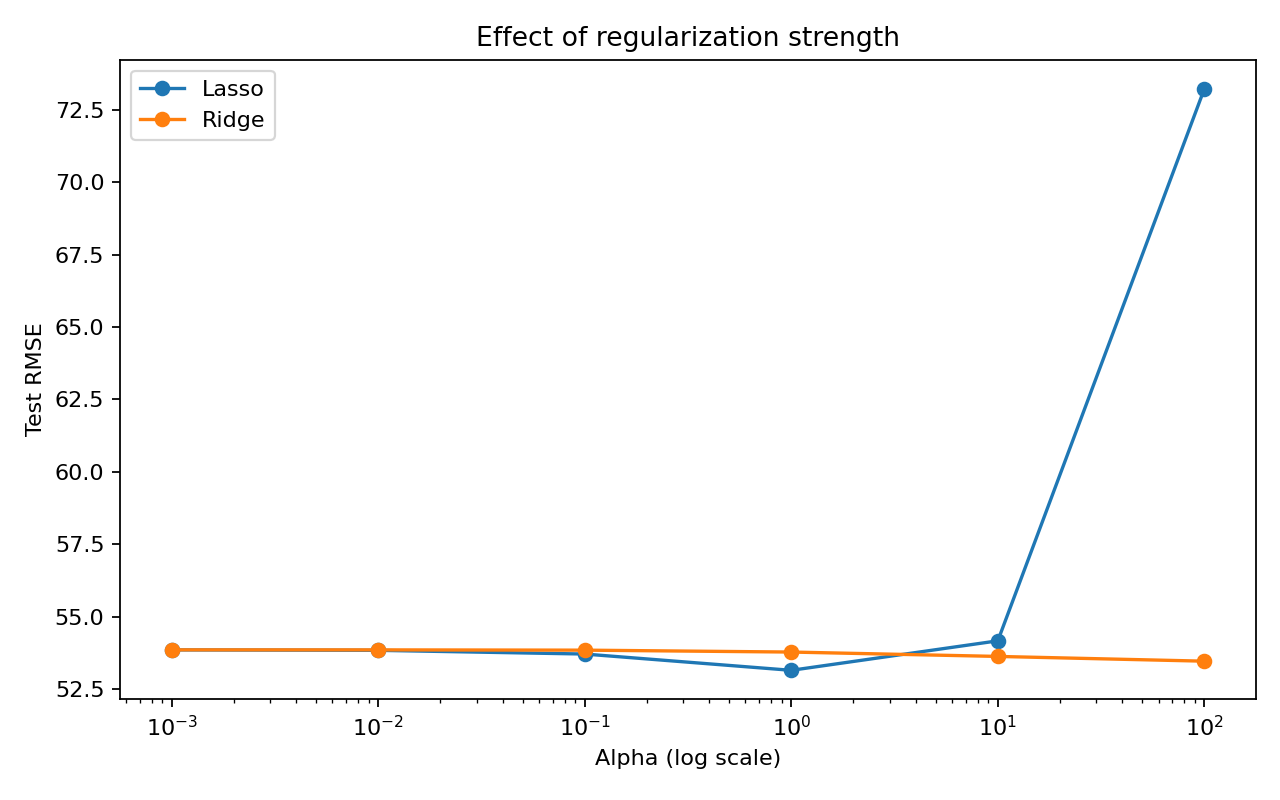 Effect of regularization strength
Lasso
Ridge
72.5
70.0
67.5
65.0
62.5
60.0
57.5
55.0
52.5
Test RMSE
10⁻³ 10⁻² 10⁻¹ 10⁰ 10¹ 10²
Alpha (log scale)